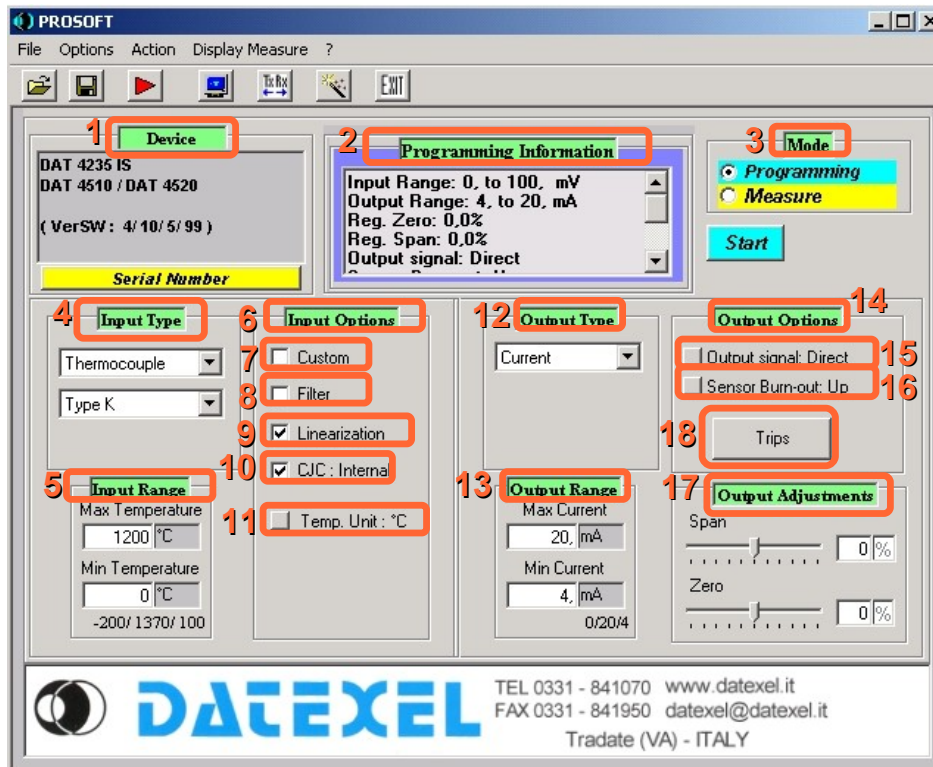 PROSOFT
File Options Action Display Measure ?
Tx Rx
EXIT
1 Device
DAT 4235 IS
DAT 4510 / DAT 4520
( VerSW : 4/ 10/ 5/ 99 )
Serial Number
2 Programming Information
Input Range: 0, to 100, mV
Output Range: 4, to 20, mA
Reg. Zero: 0,0%
Reg. Span: 0,0%
Output signal: Direct
3 Mode
Programming
Measure
Start
4 Input Type
Thermocouple
Type K
5 Input Range
Max Temperature
1200 °C
Min Temperature
0 °C
-200/ 1370/ 100
6 Input Options
7 Custom
8 Filter
9 Linearization
10 CJC : Internal
11 Temp. Unit : °C
12 Output Type
Current
13 Output Range
Max Current
20, mA
Min Current
4, mA
0/20/4
14 Output Options
15 Output signal: Direct
16 Sensor Burn-out: Up
18 Trips
17 Output Adjustments
Span
0 %
Zero
0 %
DATEXEL
TEL 0331 - 841070 www.datexel.it
FAX 0331 - 841950 datexel@datexel.it
Tradate (VA) - ITALY